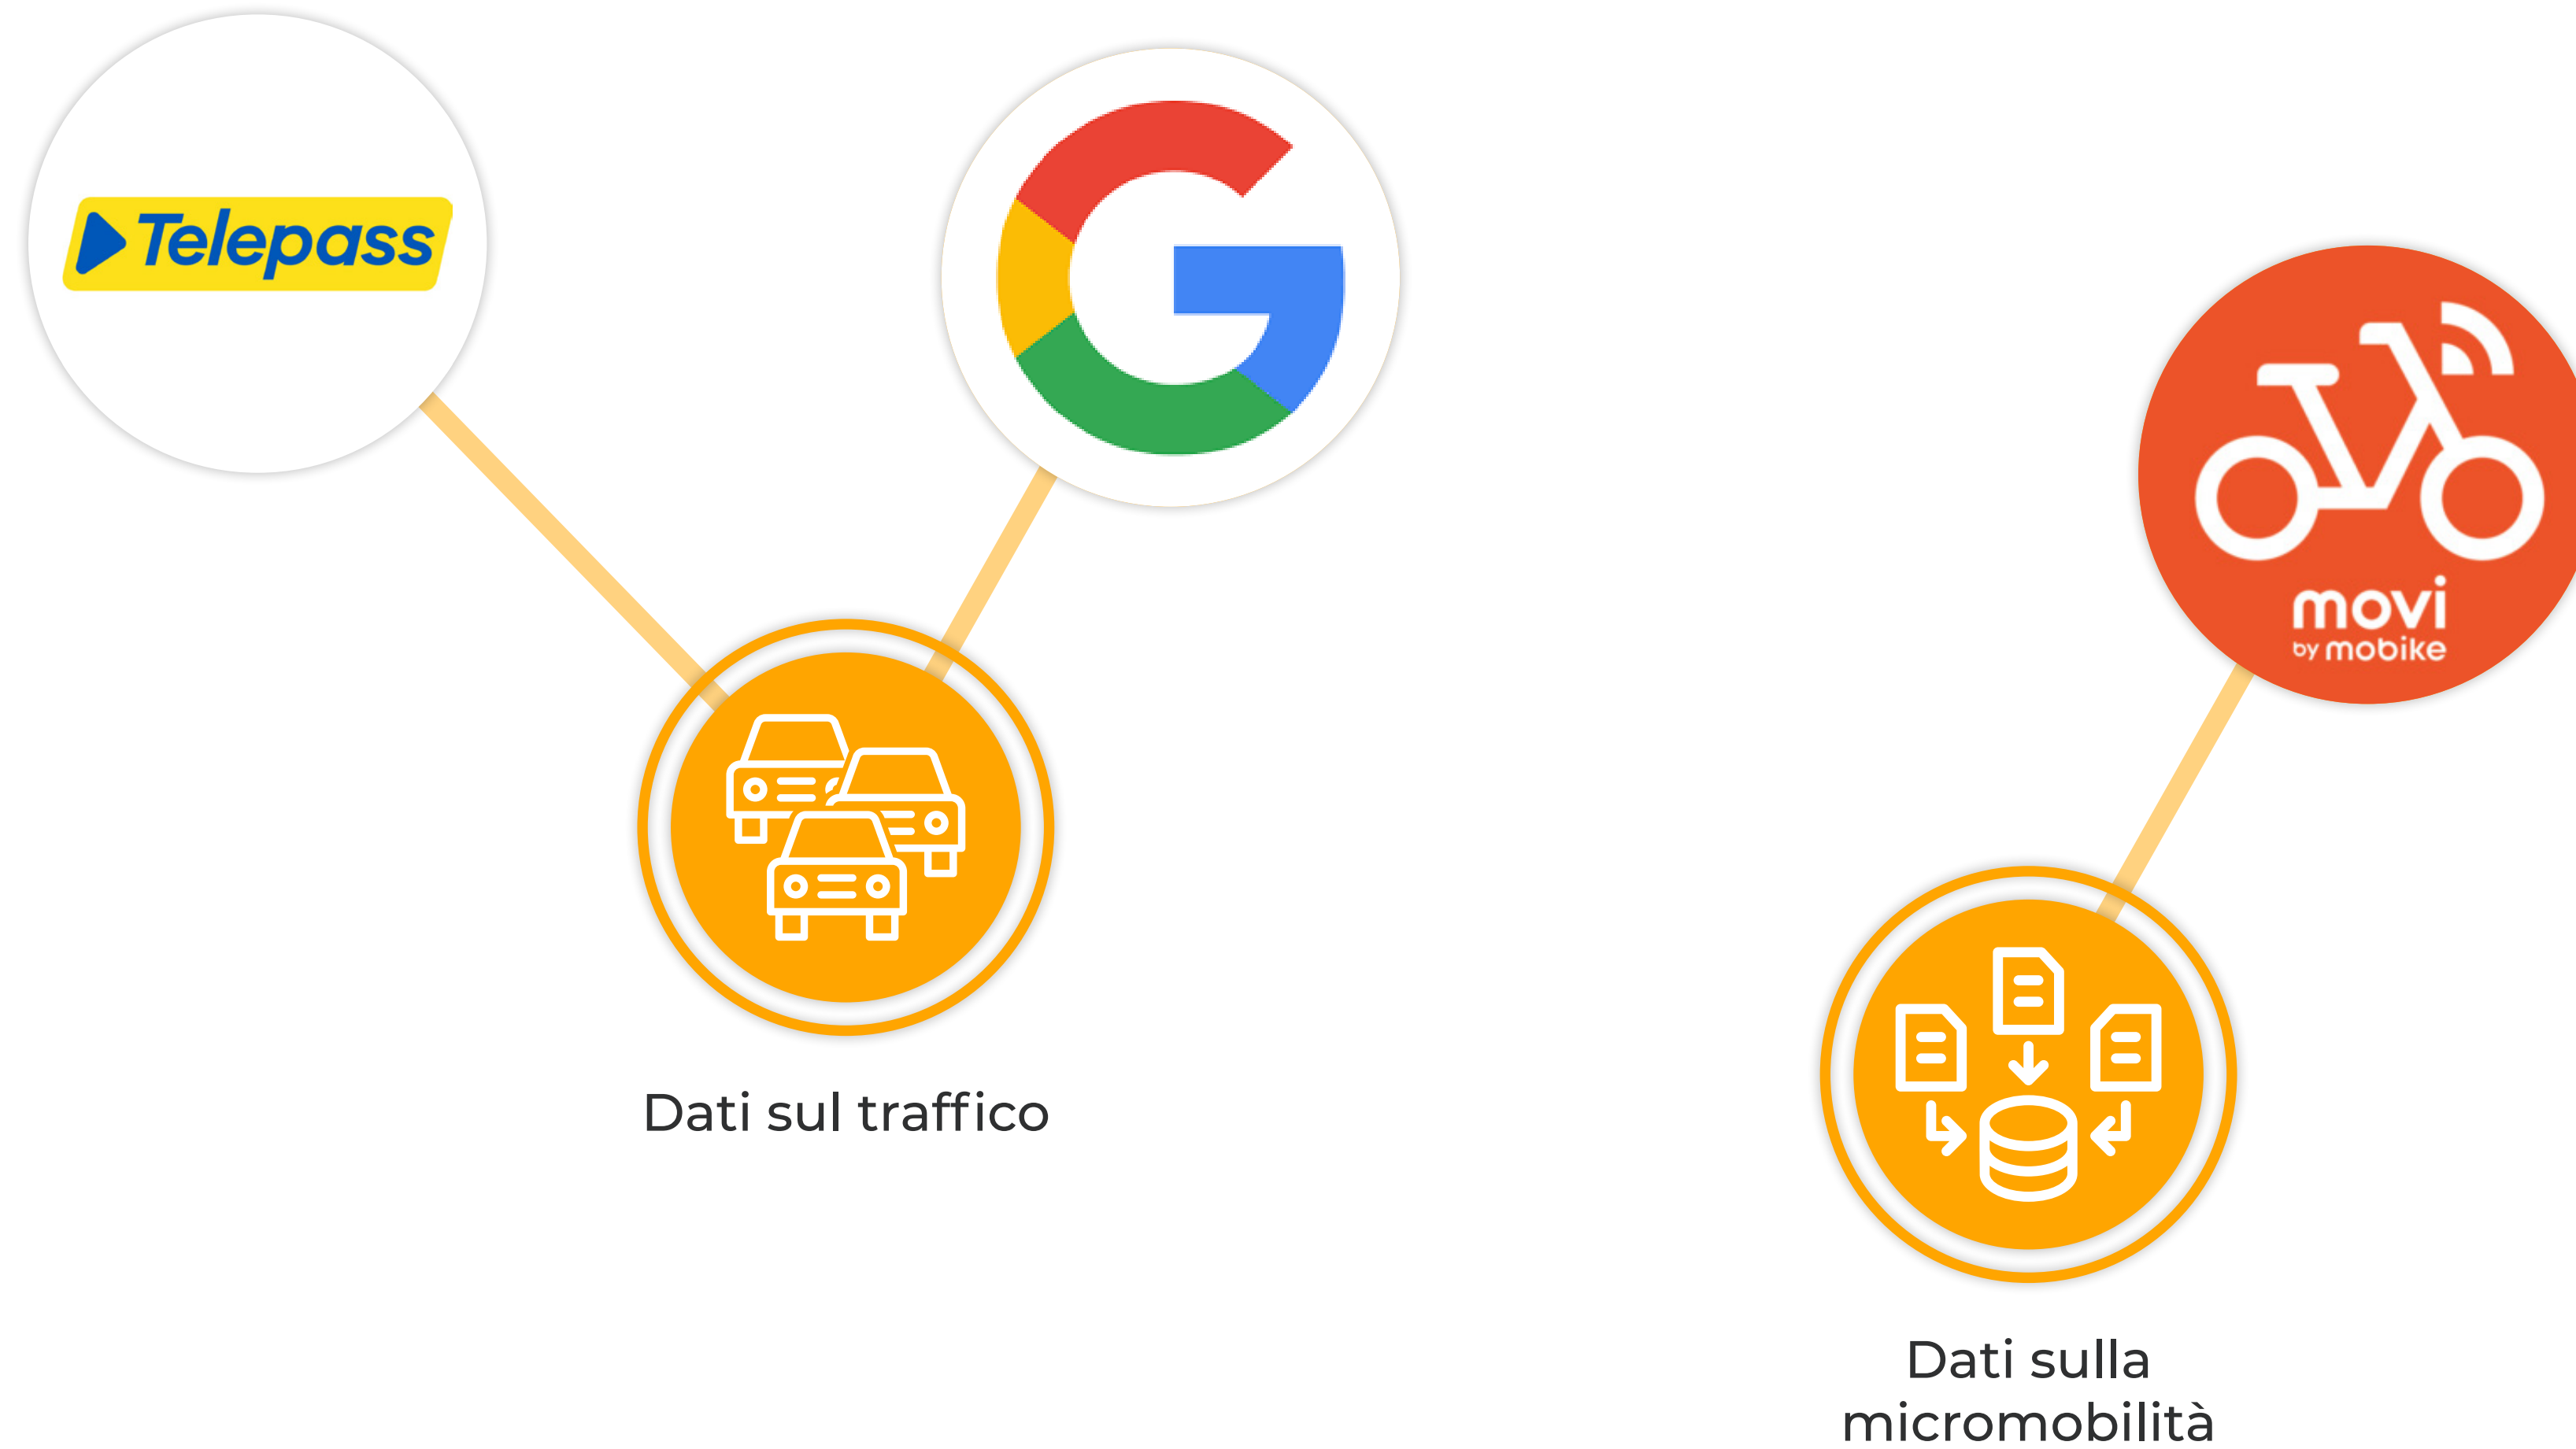 Telepass
movi
by mobike
Dati sul traffico
Dati sulla
micromobilità